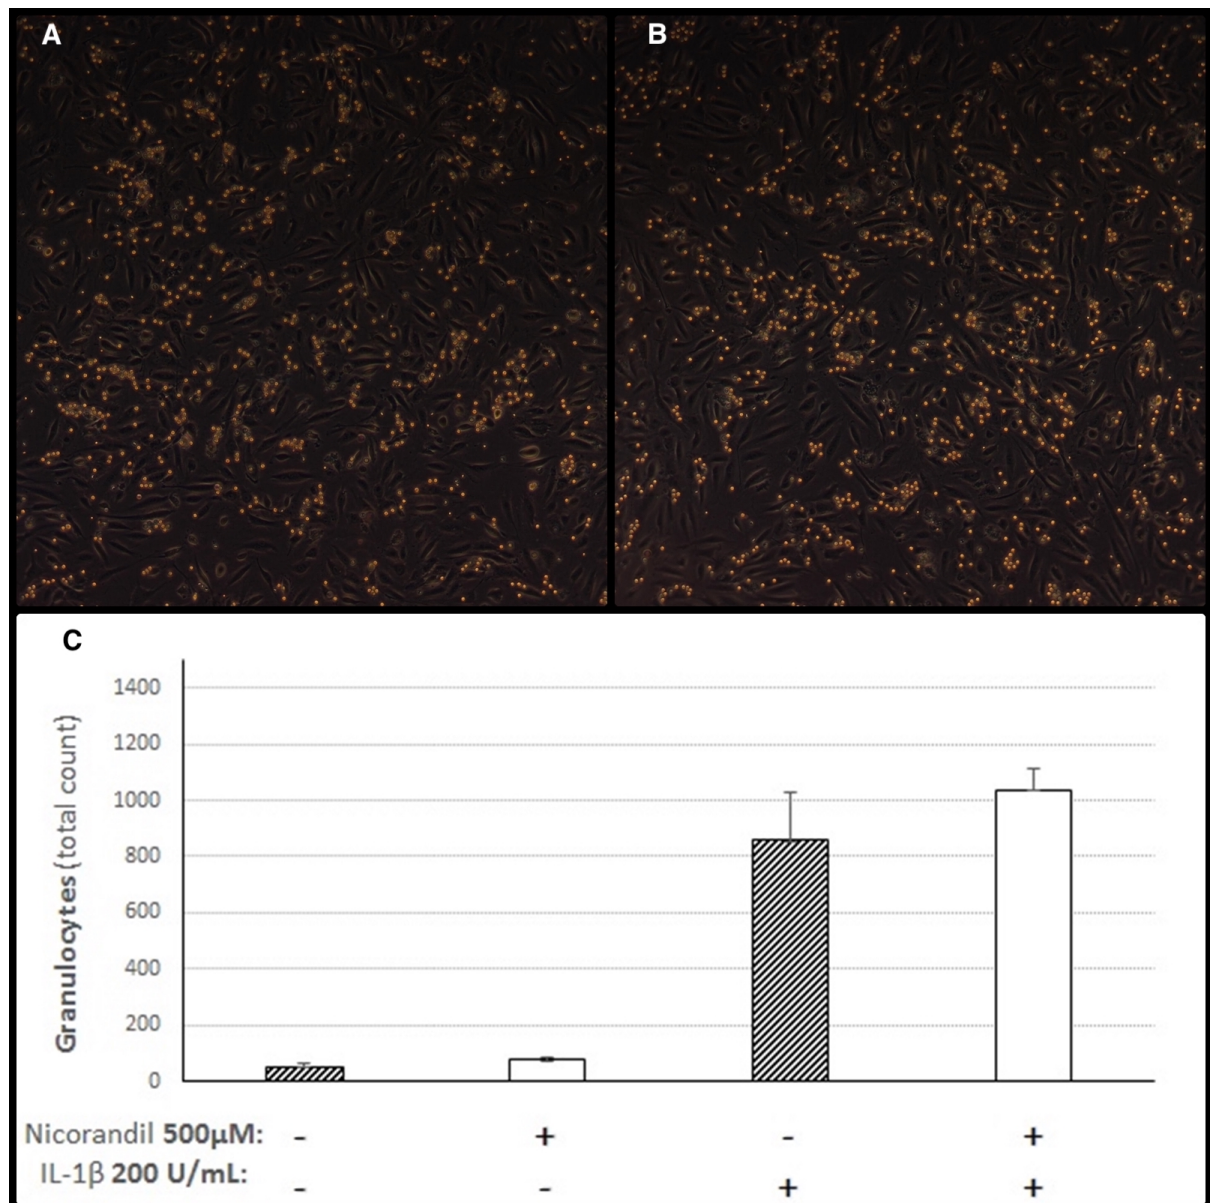 A
B
C
1400
1200
1000
800
600
400
200
0
Granulocytes (total count)
Nicorandil 500μM: - + - +
IL-1β 200 U/mL: - - + +